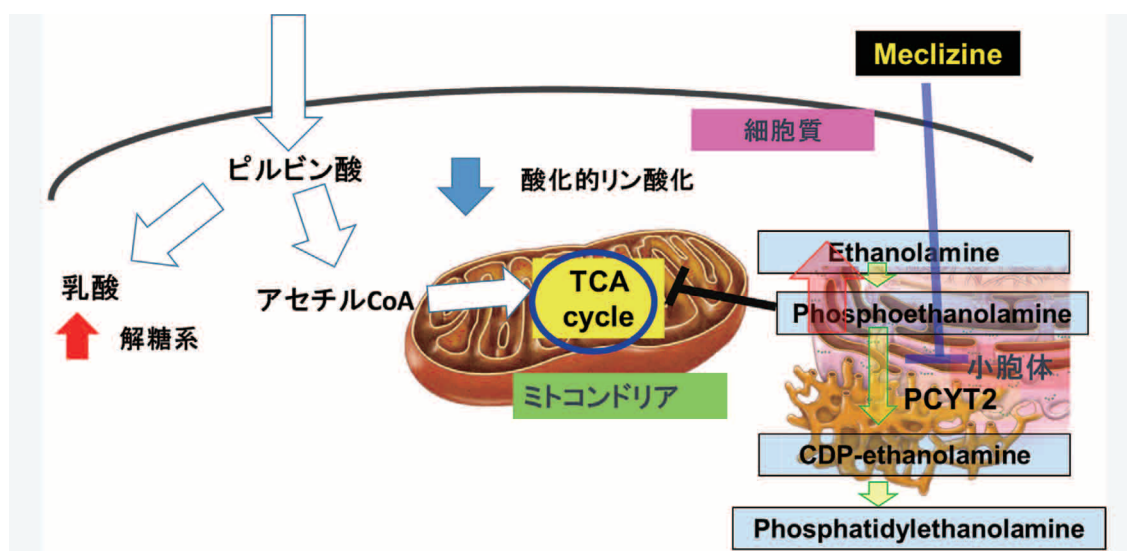 Meclizine
細胞質
ピルビン酸
酸化的リン酸化
乳酸
解糖系
アセチルCoA
TCA
cycle
ミトコンドリア
Ethanolamine
Phosphoethanolamine
小胞体
PCYT2
CDP-ethanolamine
Phosphatidylethanolamine